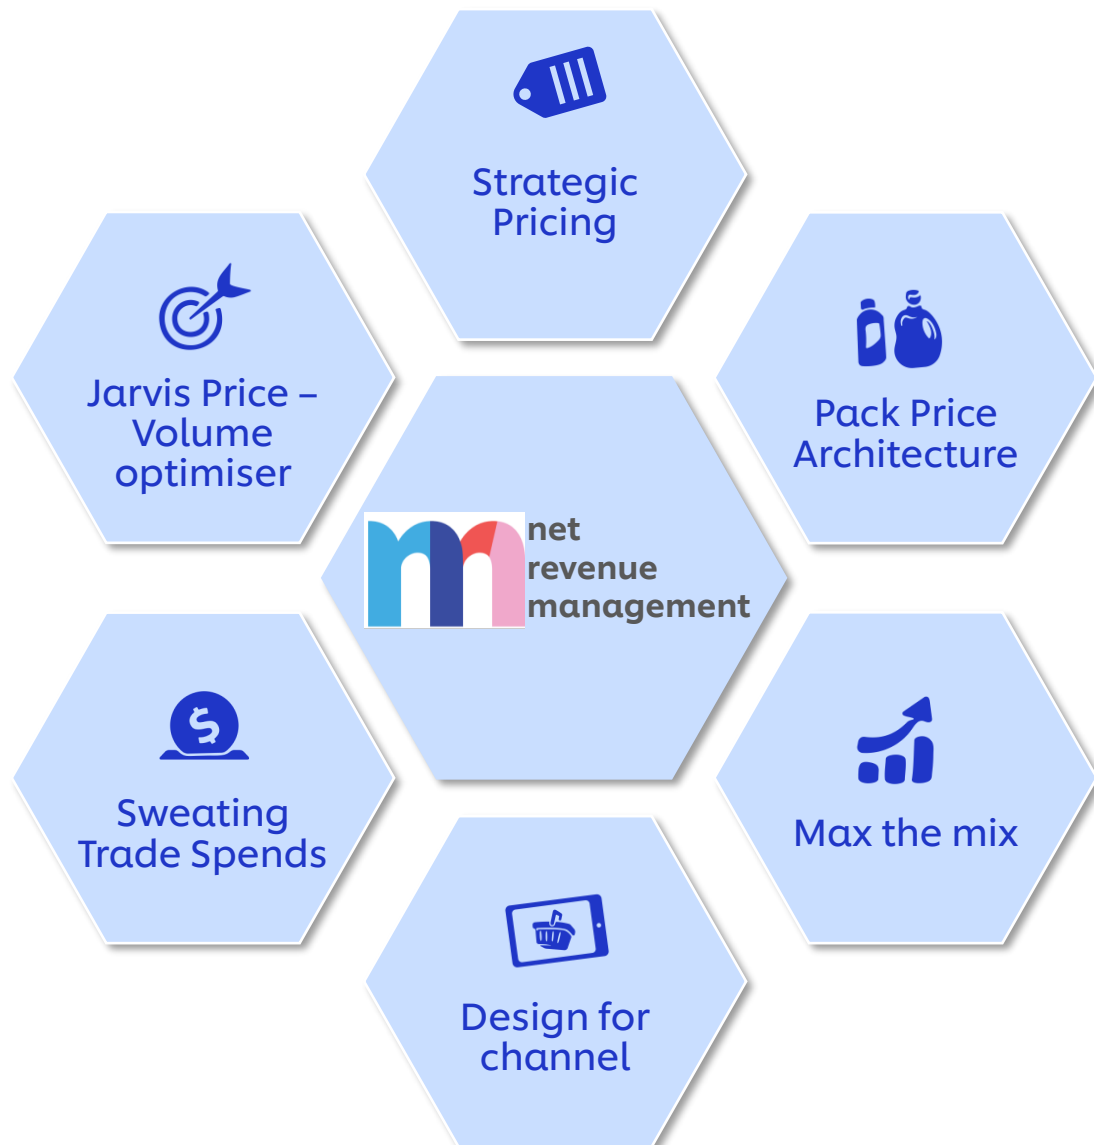 Strategic
Pricing
Jarvis Price –
Volume
optimiser
Pack Price
Architecture
net
revenue
management
Sweating
Trade Spends
Max the mix
Design for
channel